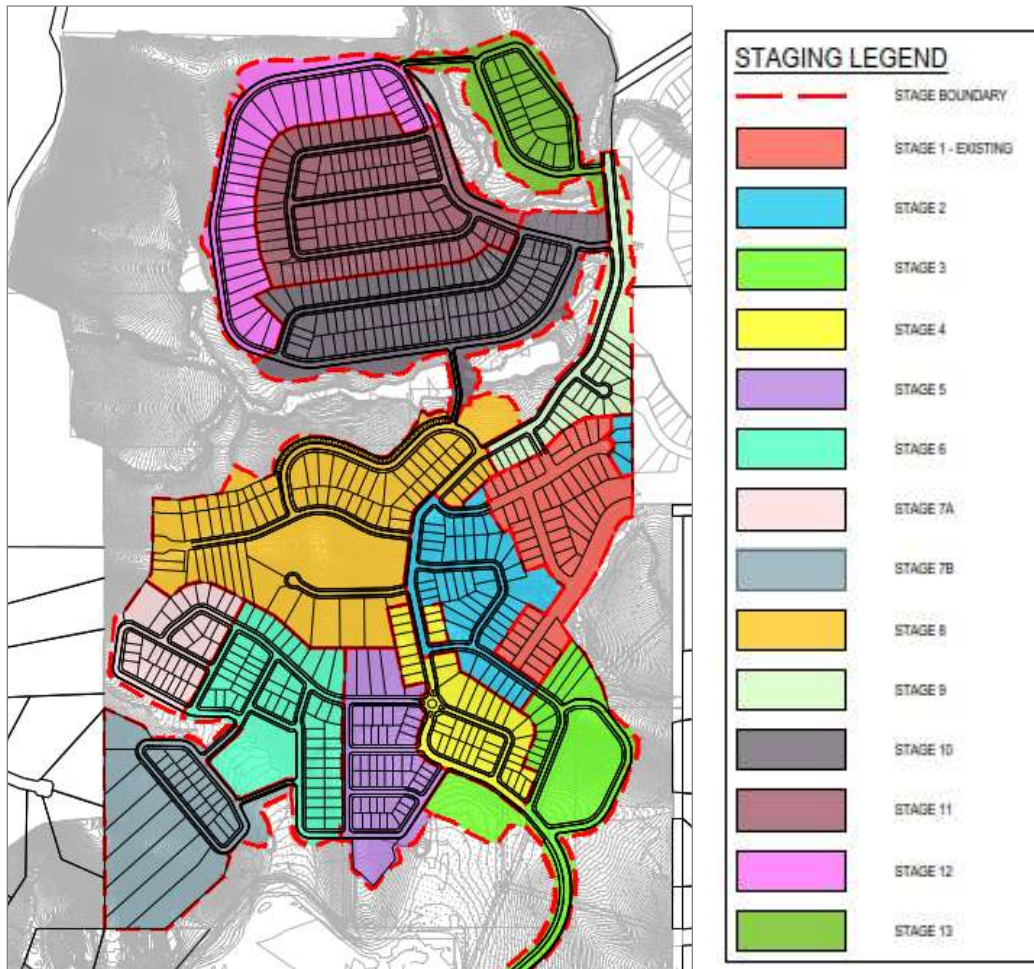 STAGING LEGEND
STAGE BOUNDARY
STAGE 1 - EXISTING
STAGE 2
STAGE 3
STAGE 4
STAGE 5
STAGE 6
STAGE 7A
STAGE 7B
STAGE 8
STAGE 9
STAGE 10
STAGE 11
STAGE 12
STAGE 13